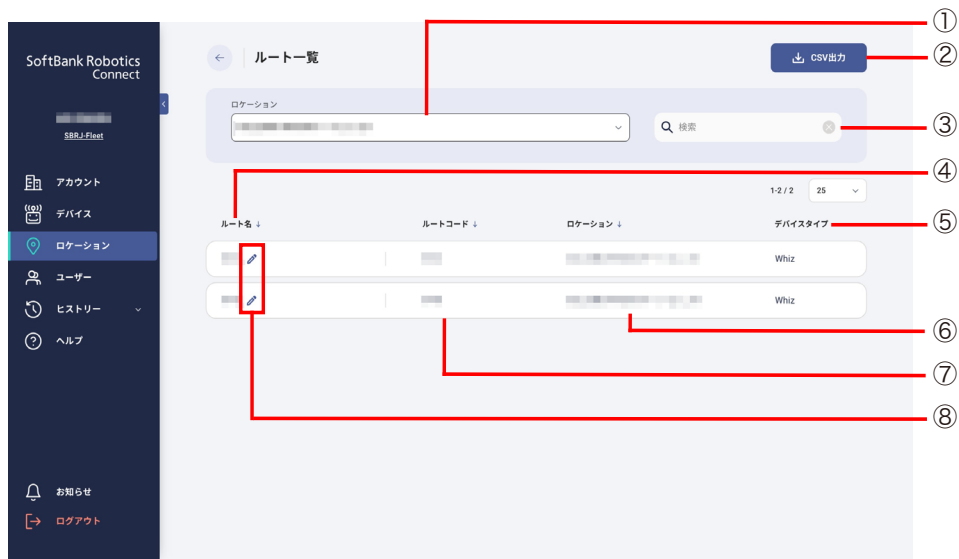 ①
SoftBank Robotics
Connect
ルート一覧
CSV出力
②
ロケーション
検索
③
SBRJ-Fleet
④
アカウント
1-2 / 2
25
デバイス
ルート名 ↓
ルートコード ↓
ロケーション ↓
デバイスタイプ
⑤
ロケーション
Whiz
ユーザー
Whiz
ヒストリー
⑥
ヘルプ
⑦
⑧
お知らせ
ログアウト